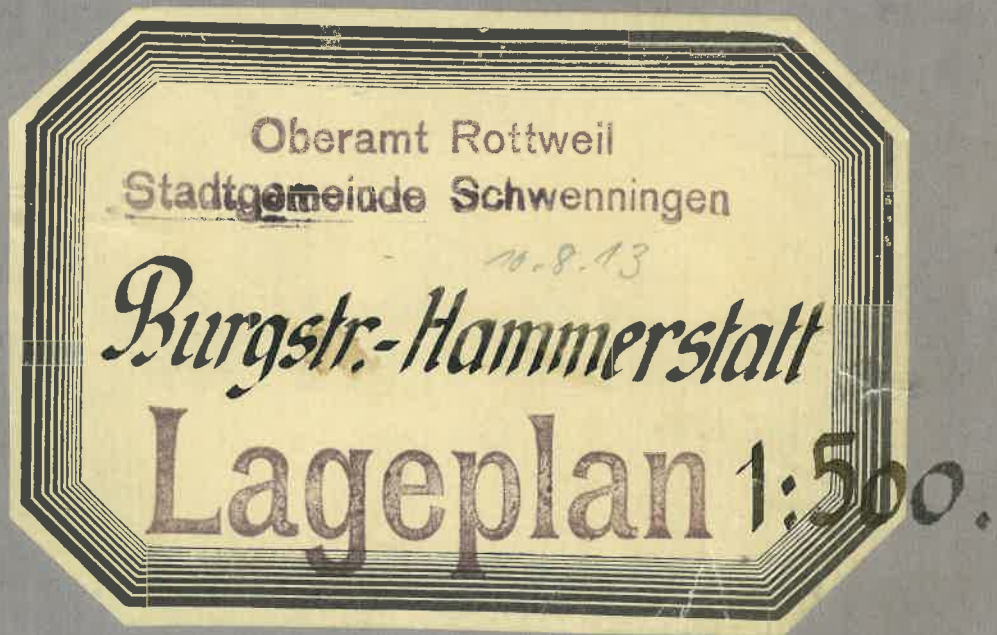 Oberamt Rottweil
Stadtgemeinde Schwenningen
10.8.13
Burgstr.-Hammerstatt
Lageplan 1:500.